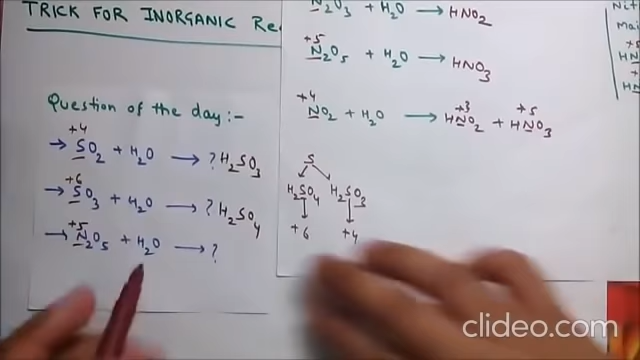 TRICK FOR INORGANIC
Question of the day:-
+4
→ SO2 + H2O → ? H2SO3
+6
→ SO3 + H2O → ? H2SO4
+5
→ N2O5 + H2O → ?
N2O3 + H2O → HNO2
+5
N2O5 + H2O → HNO3
+4 +3 +5
NO2 + H2O → HNO2 + HNO3
S
H2SO4 H2SO3
+6 +4
clideo.com